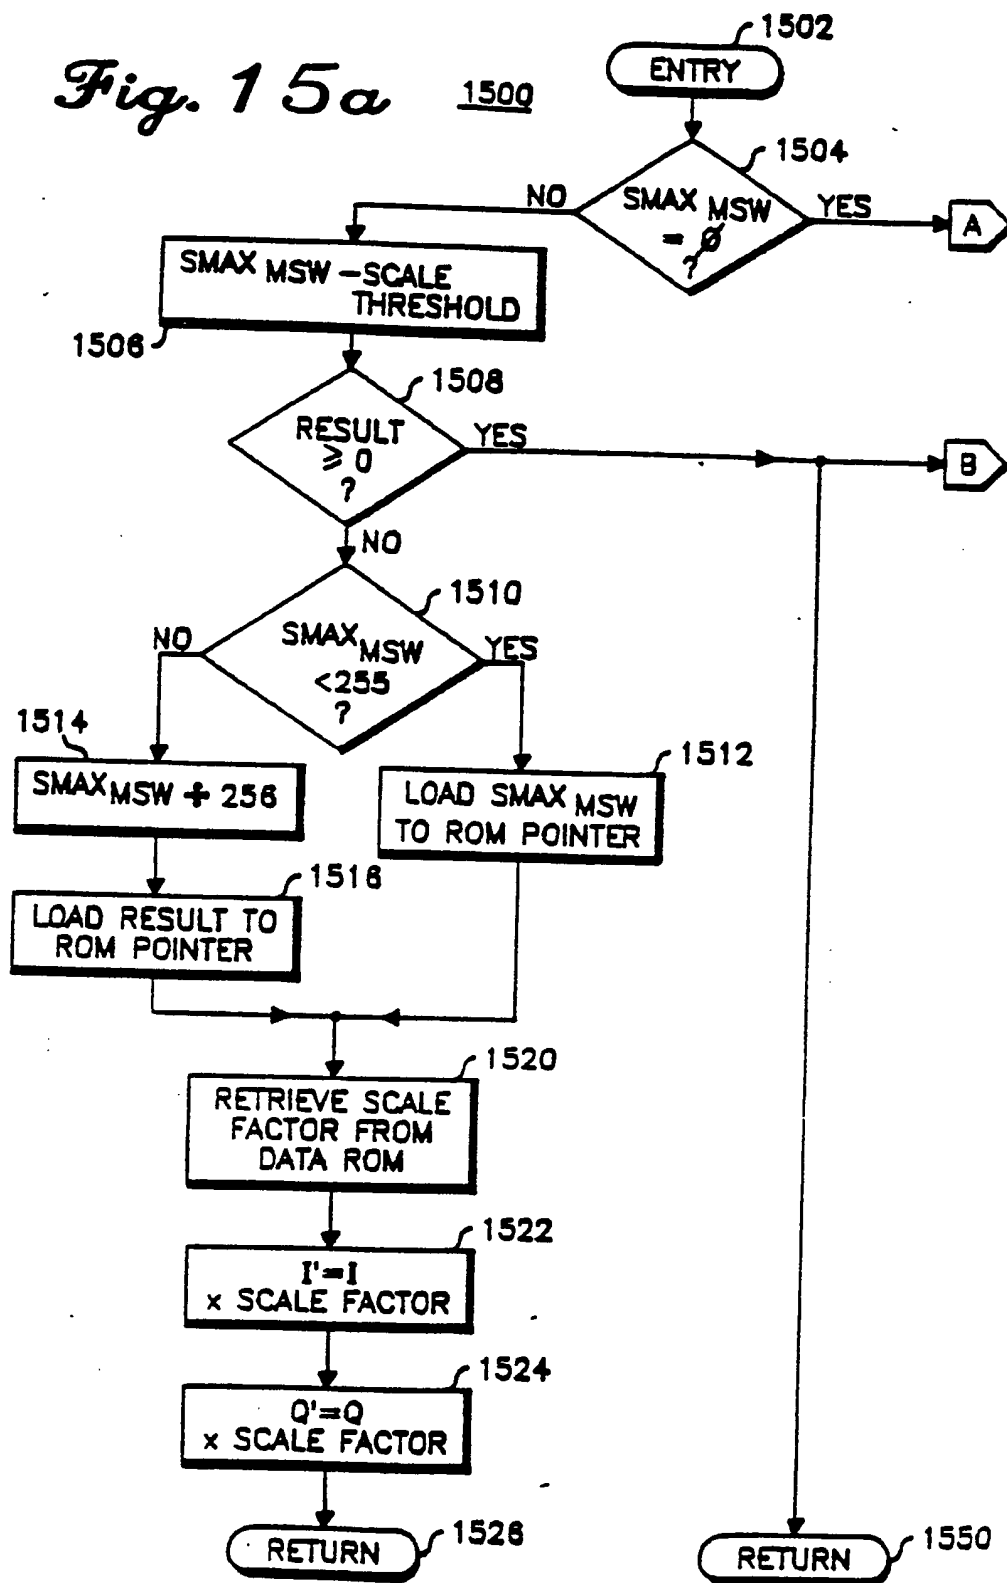 Fig. 15a
1500
1502
ENTRY
1504
SMAX MSW
= 0
?
NO
YES
A
SMAX MSW - SCALE
THRESHOLD
1506
1508
RESULT
≥ 0
?
YES
B
NO
1510
SMAX MSW
<255
?
NO
YES
1514
SMAX MSW ÷ 256
1512
LOAD SMAX MSW
TO ROM POINTER
1516
LOAD RESULT TO
ROM POINTER
1520
RETRIEVE SCALE
FACTOR FROM
DATA ROM
1522
I'=I
x SCALE FACTOR
1524
Q'=Q
x SCALE FACTOR
RETURN
1526
RETURN
1550